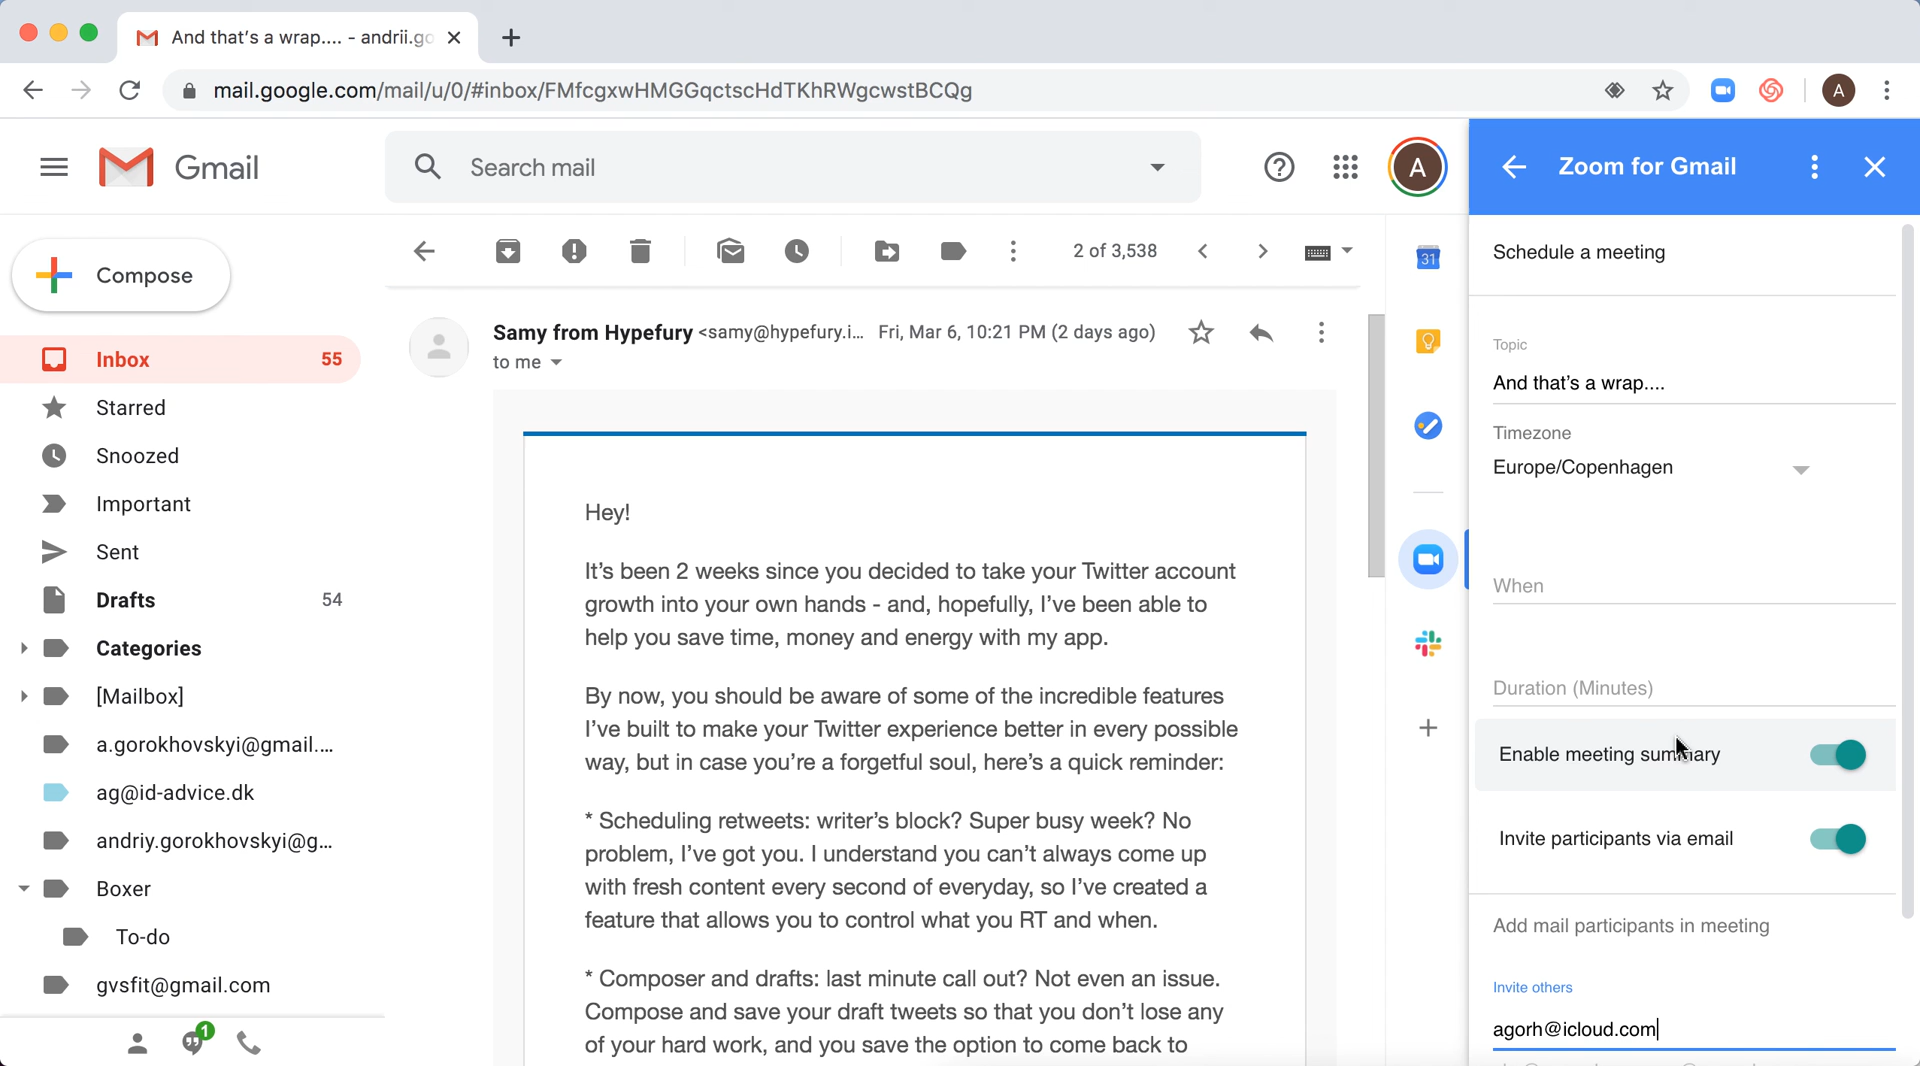 And that's a wrap.... - andrii.go
mail.google.com/mail/u/0/#inbox/FMfcgxwHMGGqctscHdTKhRWgcwstBCQg
A
Gmail
Search mail
A
Zoom for Gmail
Compose
2 of 3,538
31
Schedule a meeting
Inbox 55
Starred
Snoozed
Important
Sent
Drafts 54
Categories
[Mailbox]
a.gorokhovskyi@gmail....
ag@id-advice.dk
andriy.gorokhovskyi@g...
Boxer
To-do
gvsfit@gmail.com
1
Samy from Hypefury <samy@hypefury.i... Fri, Mar 6, 10:21 PM (2 days ago)
to me
Hey!
It's been 2 weeks since you decided to take your Twitter account
growth into your own hands - and, hopefully, I've been able to
help you save time, money and energy with my app.
By now, you should be aware of some of the incredible features
I've built to make your Twitter experience better in every possible
way, but in case you're a forgetful soul, here's a quick reminder:
* Scheduling retweets: writer's block? Super busy week? No
problem, I've got you. I understand you can't always come up
with fresh content every second of everyday, so I've created a
feature that allows you to control what you RT and when.
* Composer and drafts: last minute call out? Not even an issue.
Compose and save your draft tweets so that you don't lose any
of your hard work, and you save the option to come back to
Topic
And that's a wrap....
Timezone
Europe/Copenhagen
When
Duration (Minutes)
Enable meeting summary
Invite participants via email
Add mail participants in meeting
Invite others
agorh@icloud.com